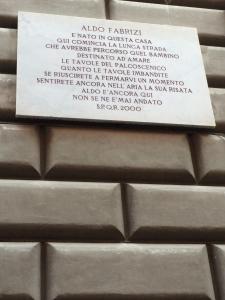 ALDO FABRIZI
E' NATO IN QUESTA CASA
QUI COMINCIA LA LUNGA STRADA
CHE AVREBBE PERCORSO QUEL BAMBINO
DESTINATO AD AMARE
LE TAVOLE DEL PALCOSCENICO
QUANTO LE TAVOLE IMBANDITE
SE RIUSCIRETE A FERMARVI UN MOMENTO
SENTIRETE ANCORA NELL'ARIA LA SUA RISATA
ALDO E' ANCORA QUI
NON SE NE E' MAI ANDATO
S.P.Q.R. 2000